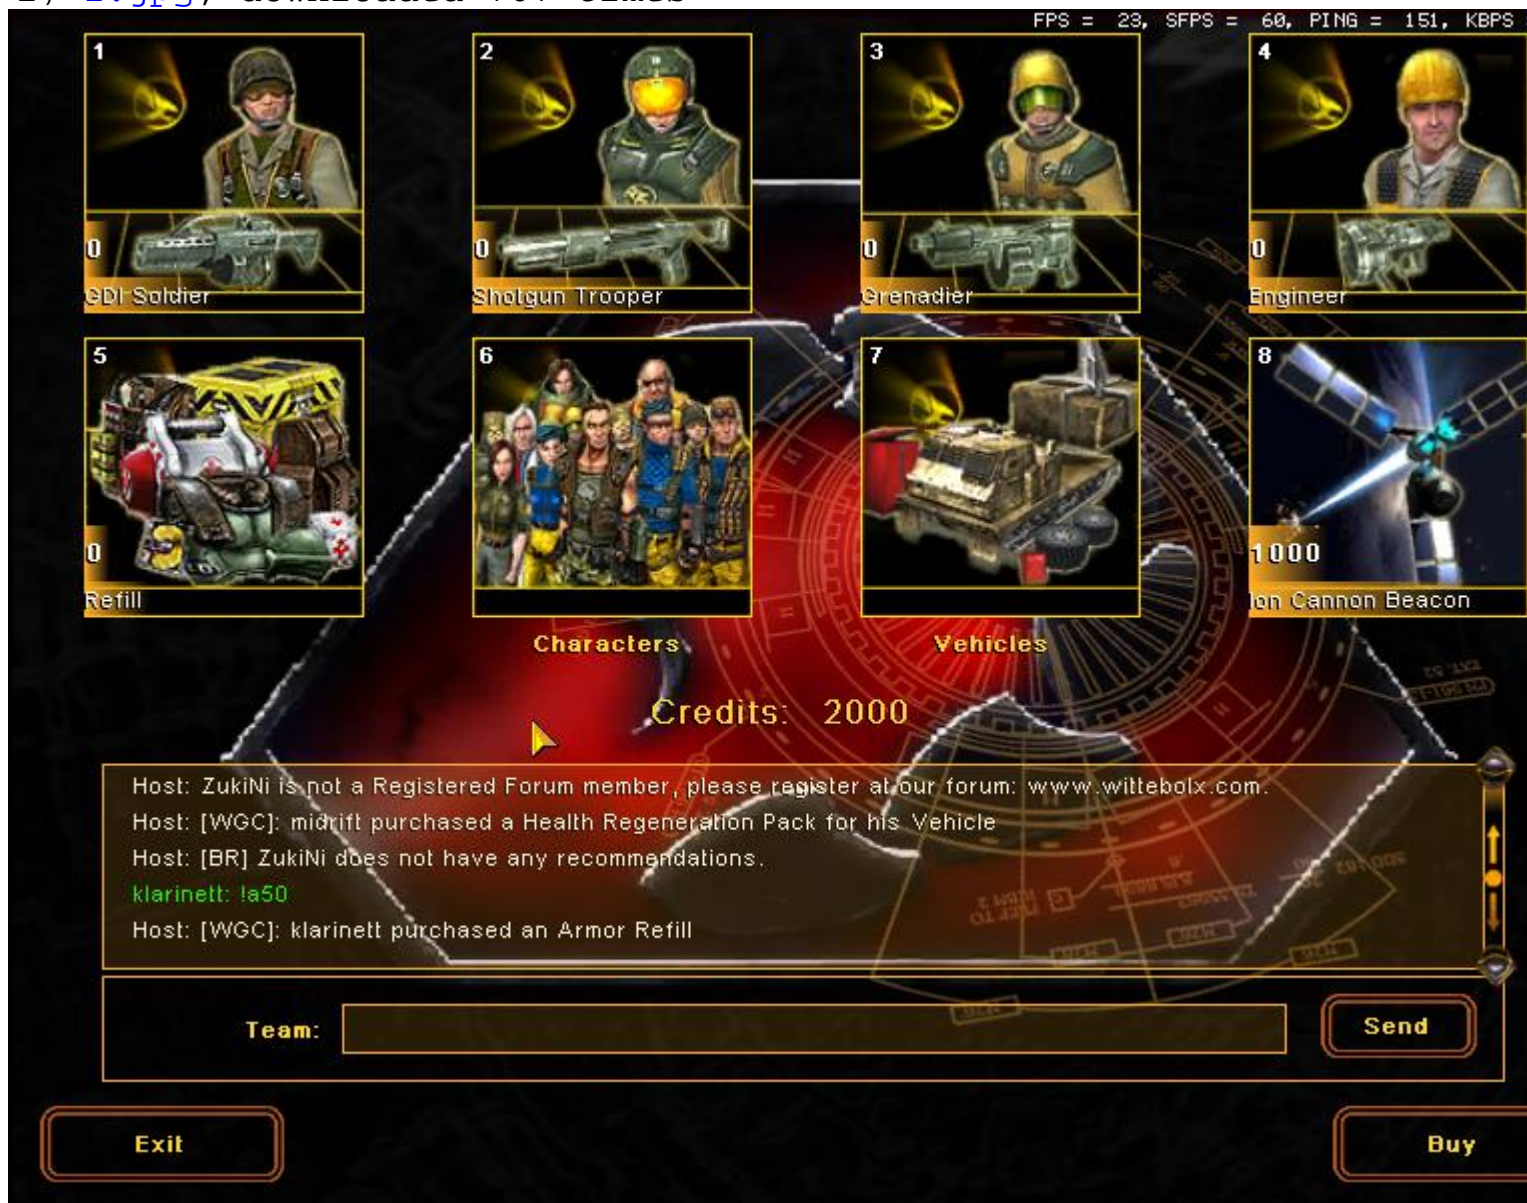 FPS = 23, SFPS = 60, PING = 151, KBPS
1
2
3
4
0
0
0
0
GDI Soldier
Shotgun Trooper
Grenadier
Engineer
5
6
7
8
0
1000
Refill
Ion Cannon Beacon
Characters
Vehicles
Credits: 2000
Host: ZukiNi is not a Registered Forum member, please register at our forum: www.wittebolx.com.
Host: [WGC]: midrift purchased a Health Regeneration Pack for his Vehicle
Host: [BR] ZukiNi does not have any recommendations.
klarinett: !a50
Host: [WGC]: klarinett purchased an Armor Refill
Team:
Send
Exit
Buy